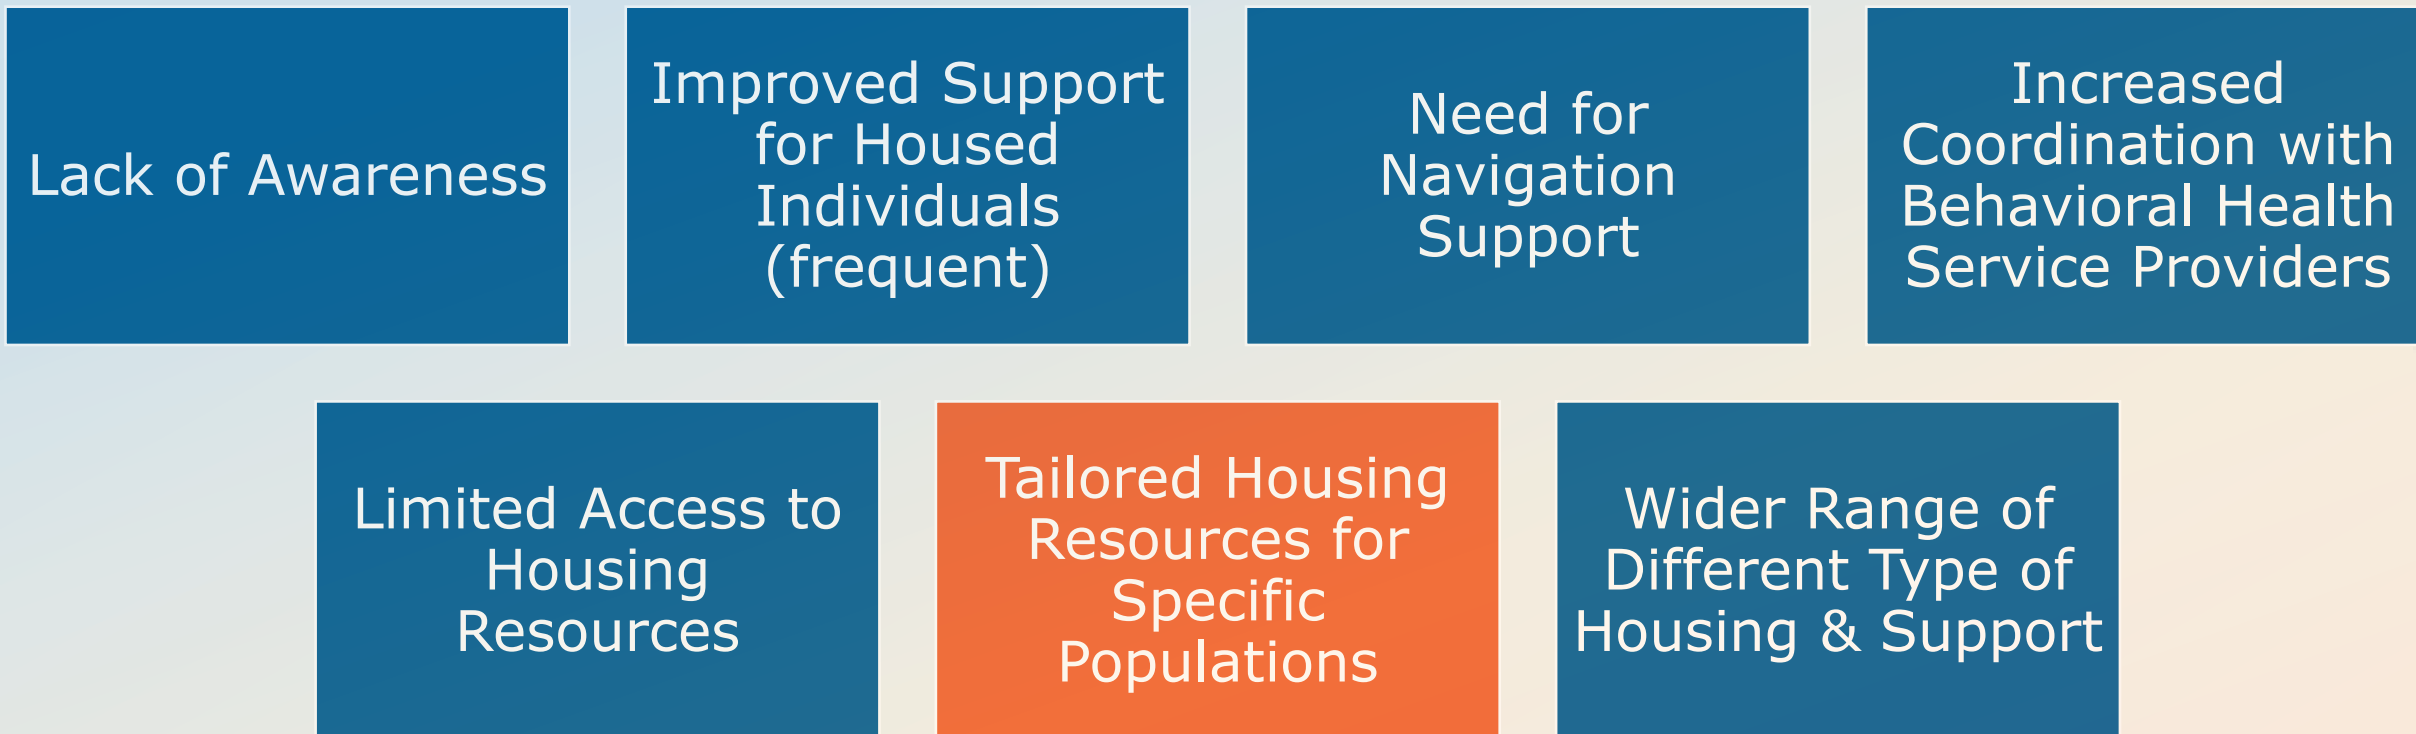 Lack of Awareness
Improved Support
for Housed
Individuals
(frequent)
Need for
Navigation
Support
Increased
Coordination with
Behavioral Health
Service Providers
Limited Access to
Housing
Resources
Tailored Housing
Resources for
Specific
Populations
Wider Range of
Different Type of
Housing & Support